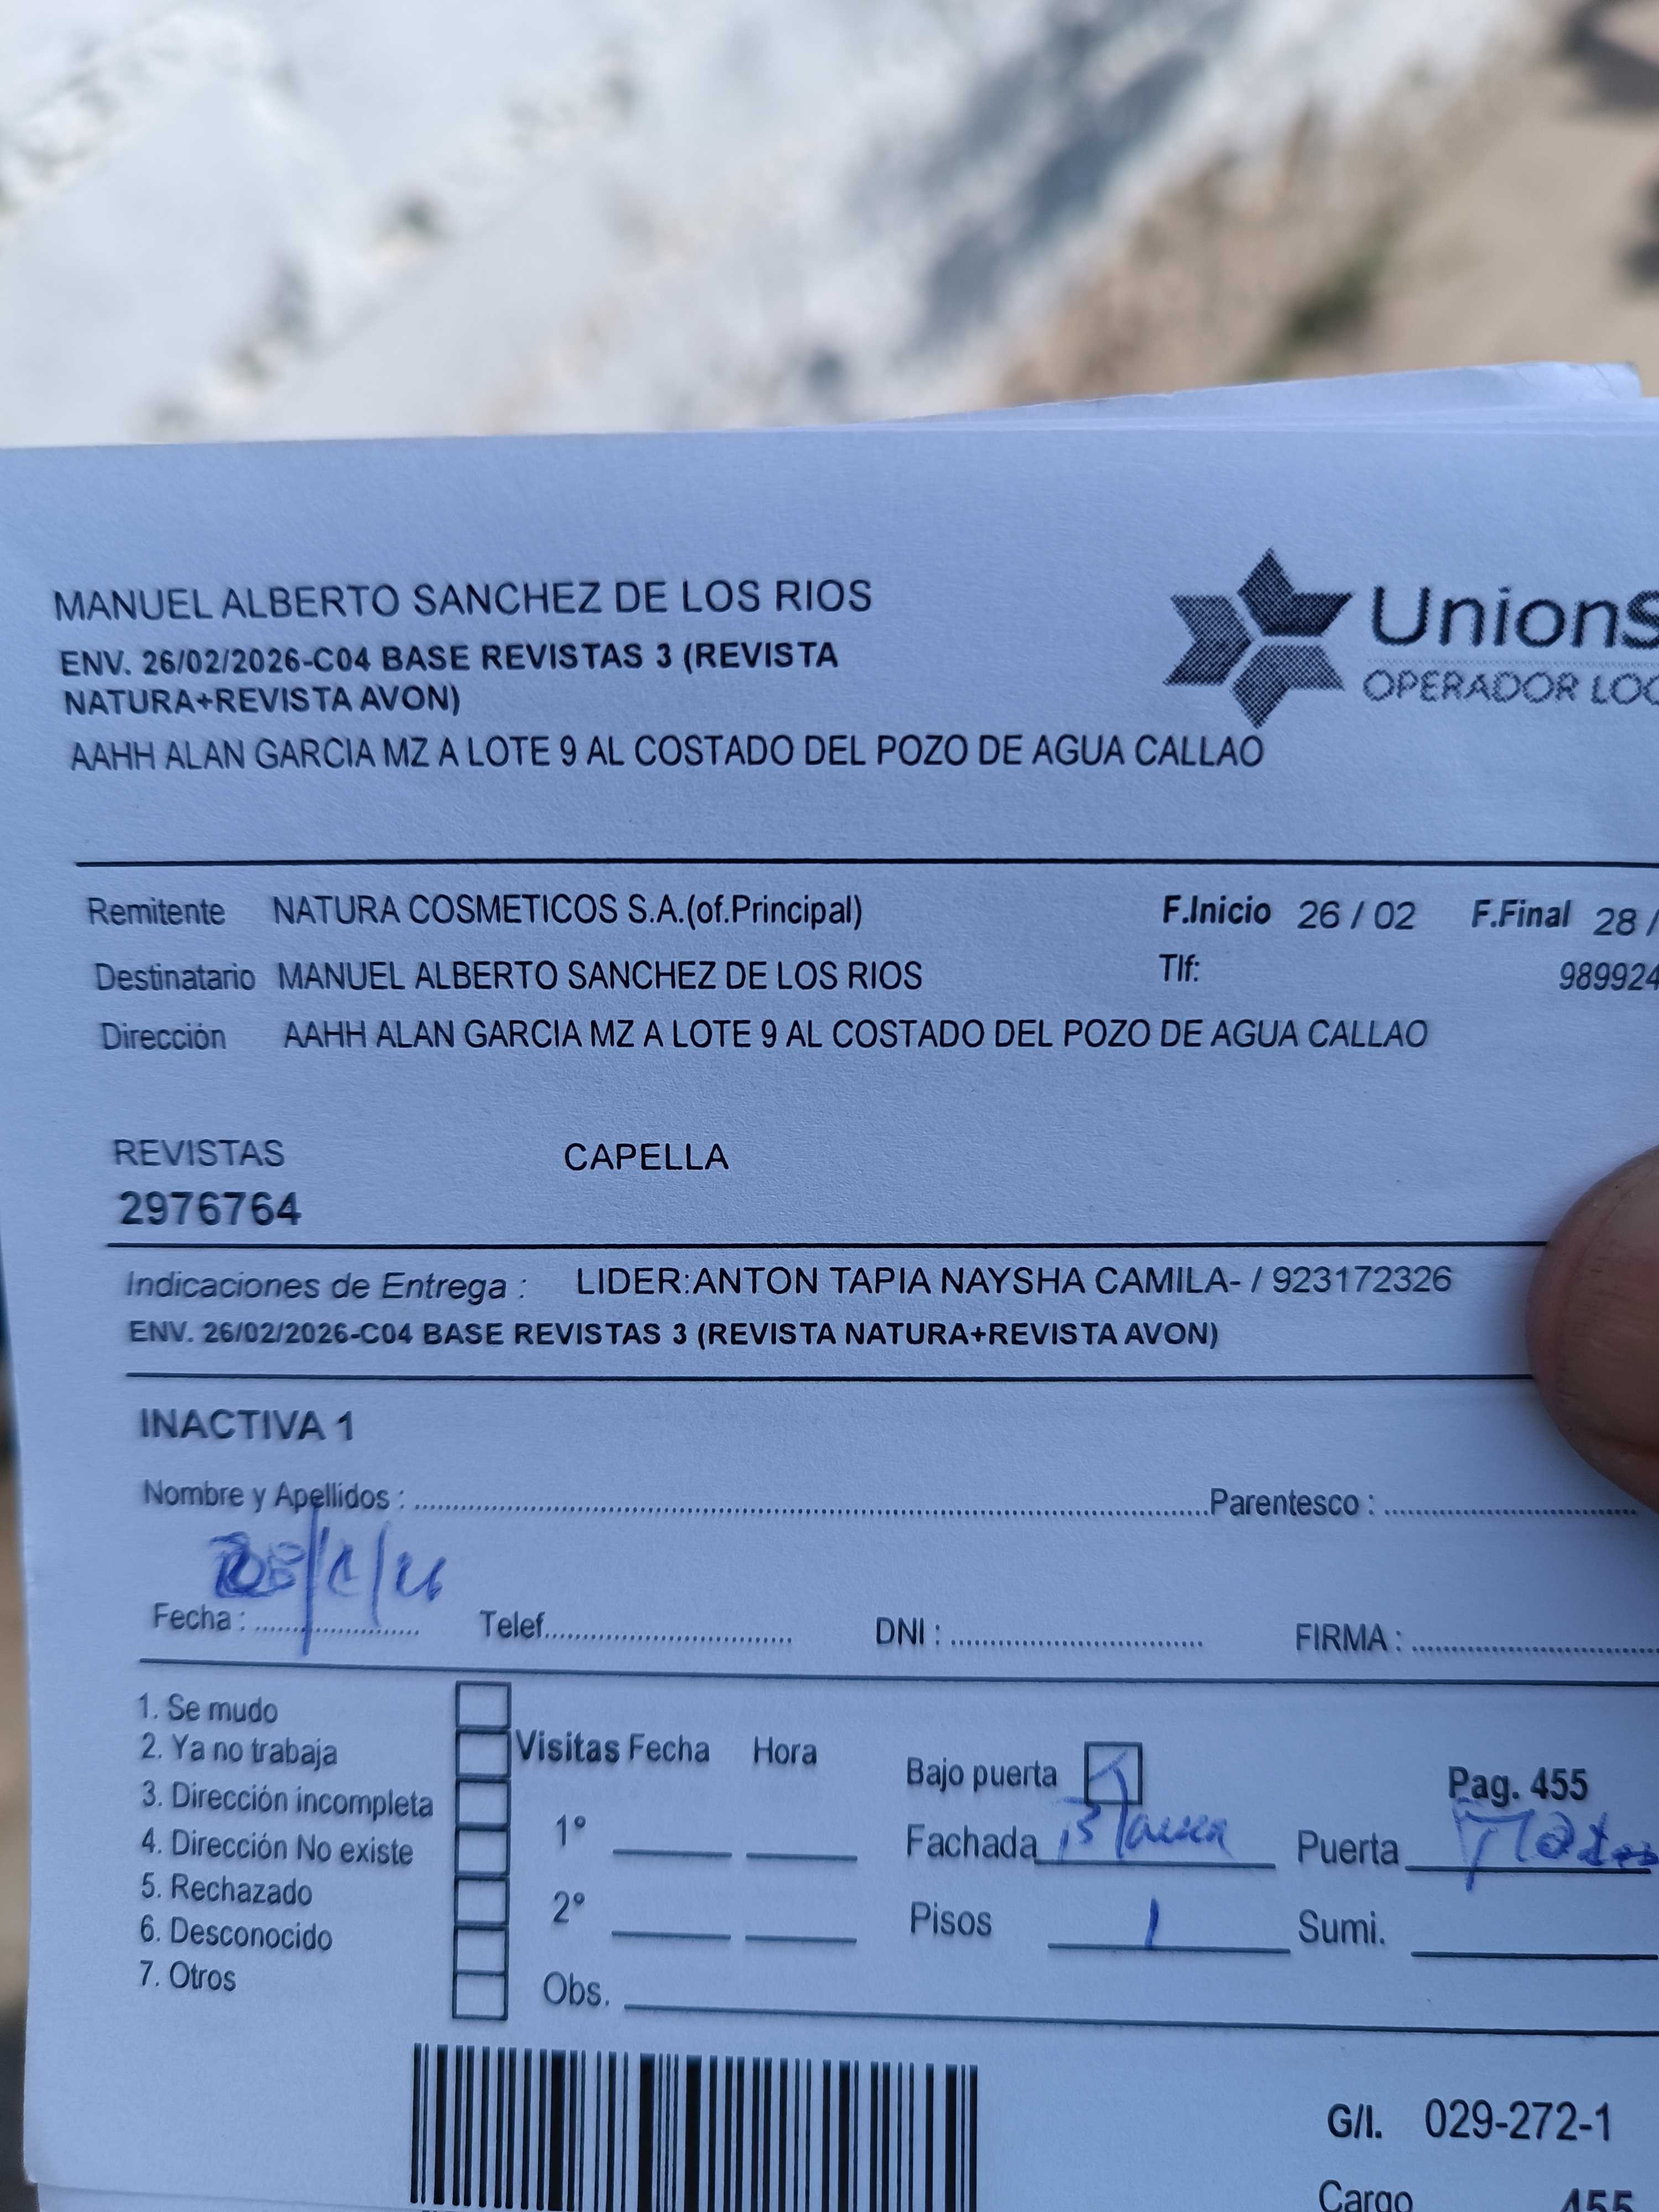 MANUEL ALBERTO SANCHEZ DE LOS RIOS
ENV. 26/02/2026-C04 BASE REVISTAS 3 (REVISTA
NATURA+REVISTA AVON)
AAHH ALAN GARCIA MZ A LOTE 9 AL COSTADO DEL POZO DE AGUA CALLAO
UnionS
OPERADOR LOG
Remitente NATURA COSMETICOS S.A.(of.Principal) F.Inicio 26 / 02 F.Final 28 /
Destinatario MANUEL ALBERTO SANCHEZ DE LOS RIOS Tlf: 989924
Dirección AAHH ALAN GARCIA MZ A LOTE 9 AL COSTADO DEL POZO DE AGUA CALLAO
REVISTAS CAPELLA
2976764
Indicaciones de Entrega : LIDER:ANTON TAPIA NAYSHA CAMILA- / 923172326
ENV. 26/02/2026-C04 BASE REVISTAS 3 (REVISTA NATURA+REVISTA AVON)
INACTIVA 1
Nombre y Apellidos : Parentesco :
Fecha : Telef. DNI : FIRMA :
1. Se mudo
2. Ya no trabaja
3. Dirección incompleta
4. Dirección No existe
5. Rechazado
6. Desconocido
7. Otros
Visitas Fecha Hora
1°
2°
Obs.
Bajo puerta Pag. 455
Fachada Puerta
Pisos 1 Sumi.
G/I. 029-272-1
Cargo 455